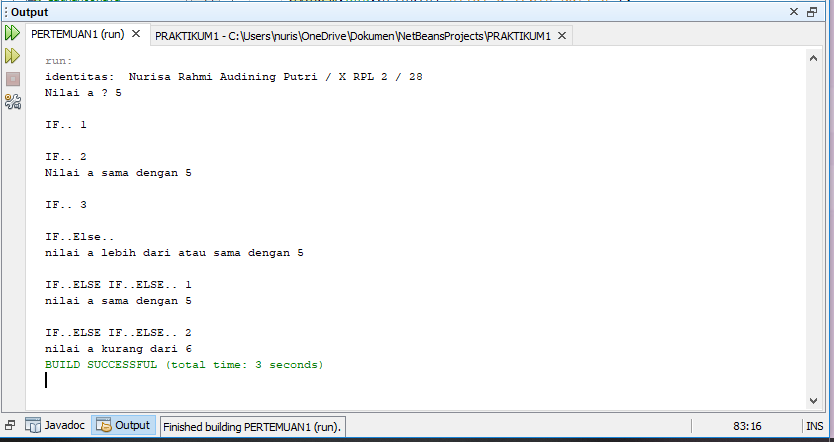 Output
PERTEMUAN1 (run)
PRAKTIKUM1 - C:\Users\nuris\OneDrive\Dokumen\NetBeansProjects\PRAKTIKUM1
run:
identitas:  Nurisa Rahmi Audining Putri / X RPL 2 / 28
Nilai a ? 5
IF.. 1
IF.. 2
Nilai a sama dengan 5
IF.. 3
IF..Else..
nilai a lebih dari atau sama dengan 5
IF..ELSE IF..ELSE.. 1
nilai a sama dengan 5
IF..ELSE IF..ELSE.. 2
nilai a kurang dari 6
BUILD SUCCESSFUL (total time: 3 seconds)
Javadoc Output Finished building PERTEMUAN1 (run). 83:16 INS